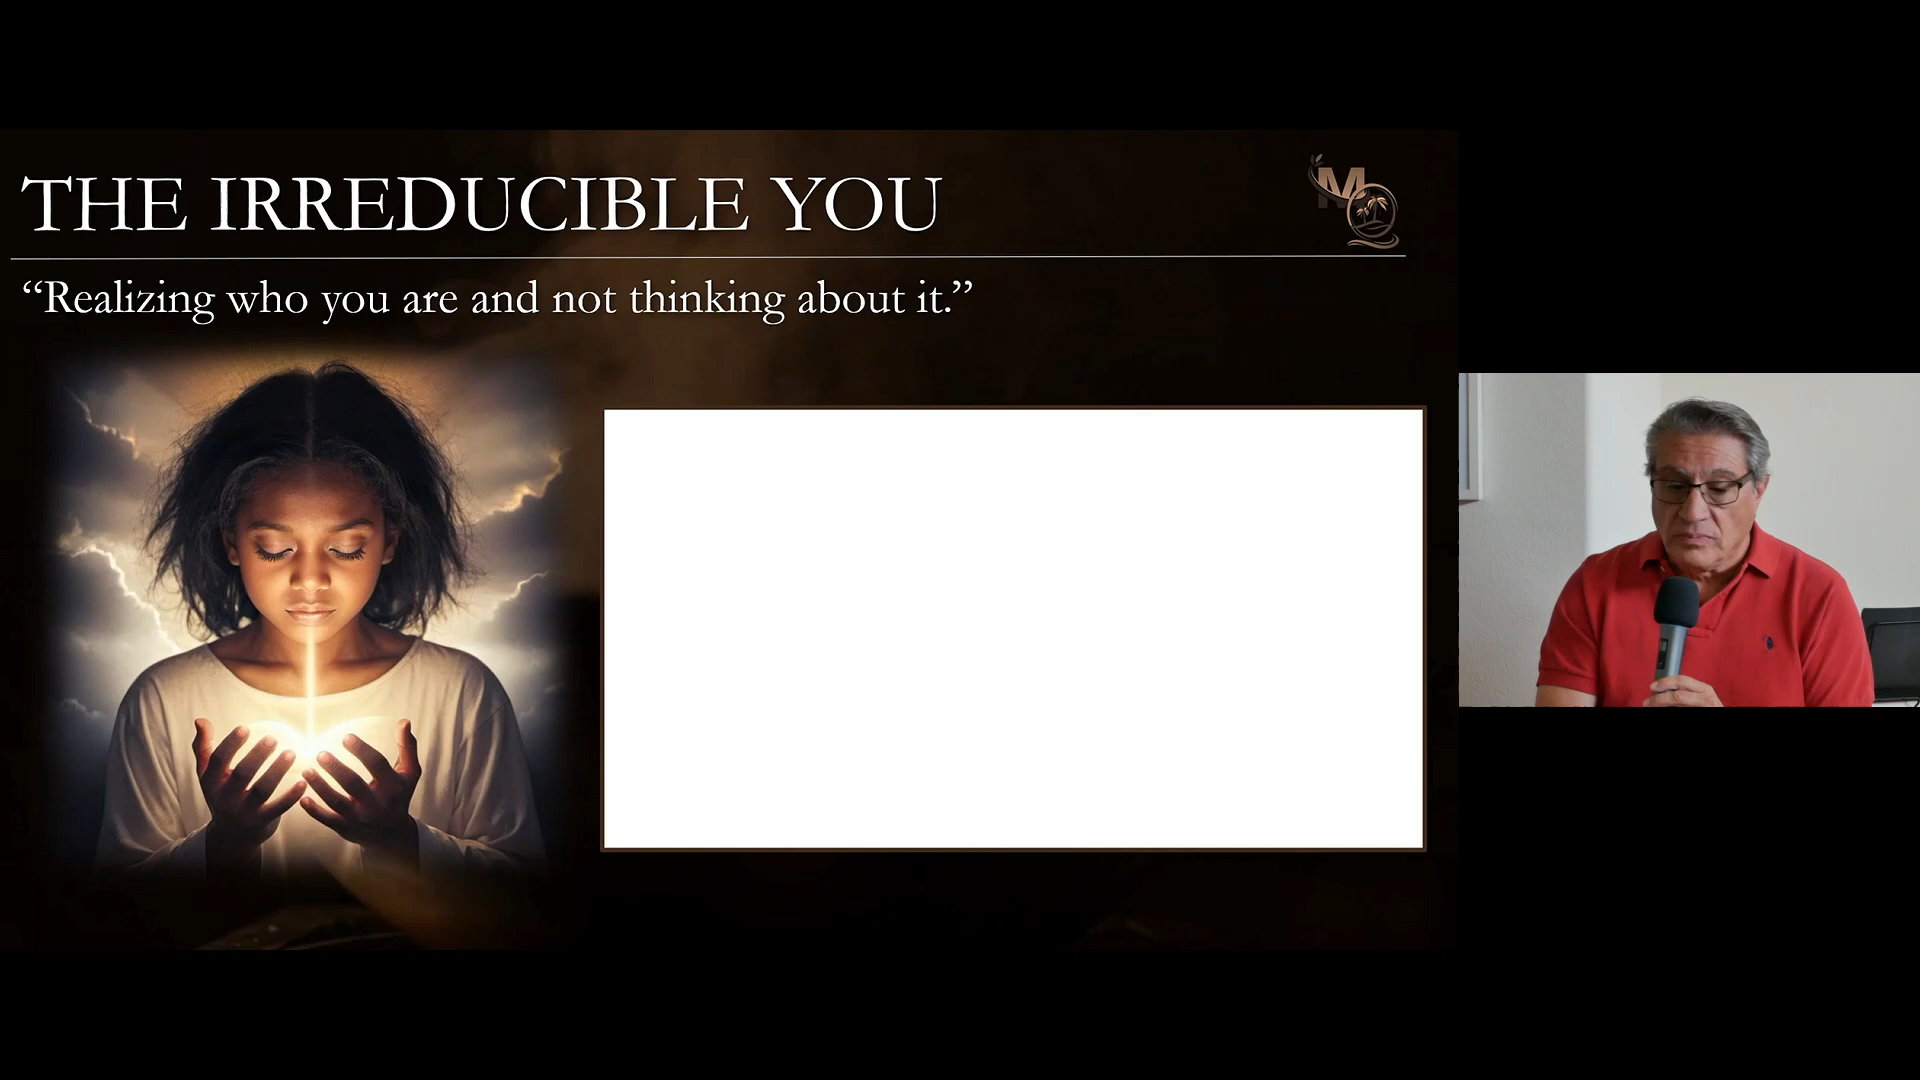 THE IRREDUCIBLE YOU
M
“Realizing who you are and not thinking about it.”